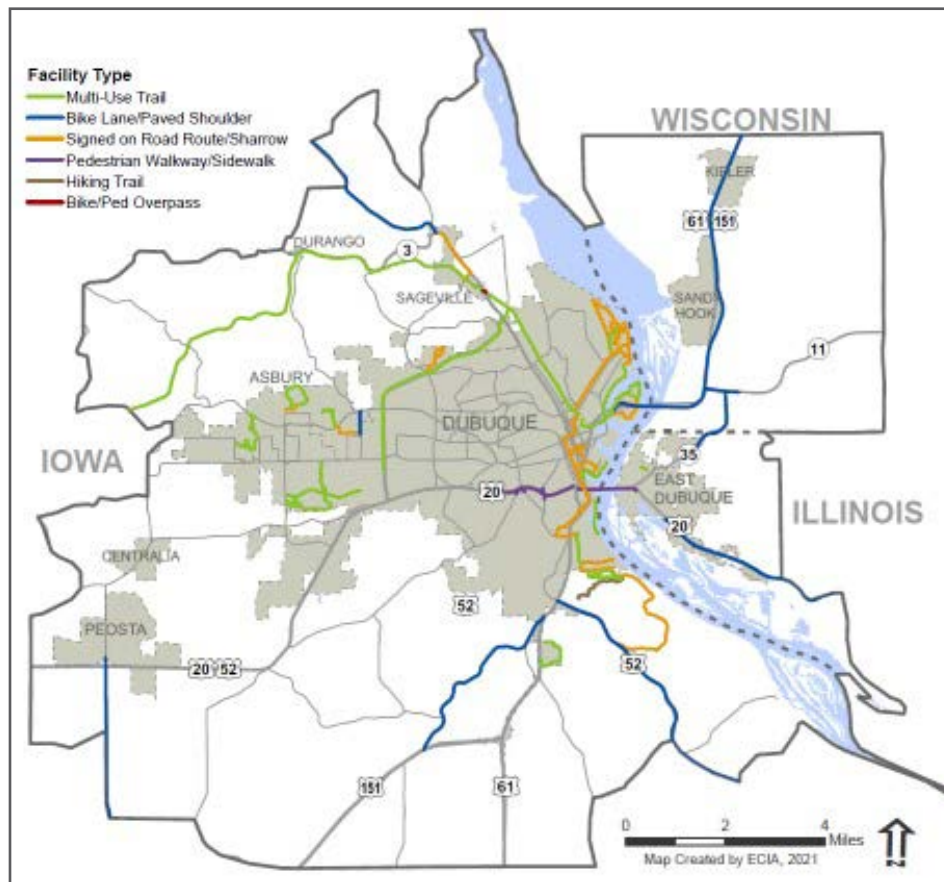 Facility Type
Multi-Use Trail
Bike Lane/Paved Shoulder
Signed on Road Route/Sharrow
Pedestrian Walkway/Sidewalk
Hiking Trail
Bike/Ped Overpass
WISCONSIN
KIELER
61 151
DURANGO
3
SAGEVILLE
SANDY
HOOK
11
ASBURY
DUBUQUE
IOWA
35
EAST
DUBUQUE
20
20
ILLINOIS
CENTRALIA
52
PEOSTA
20 52
52
151
61
0 2 4
Miles
Map Created by ECIA, 2021
N